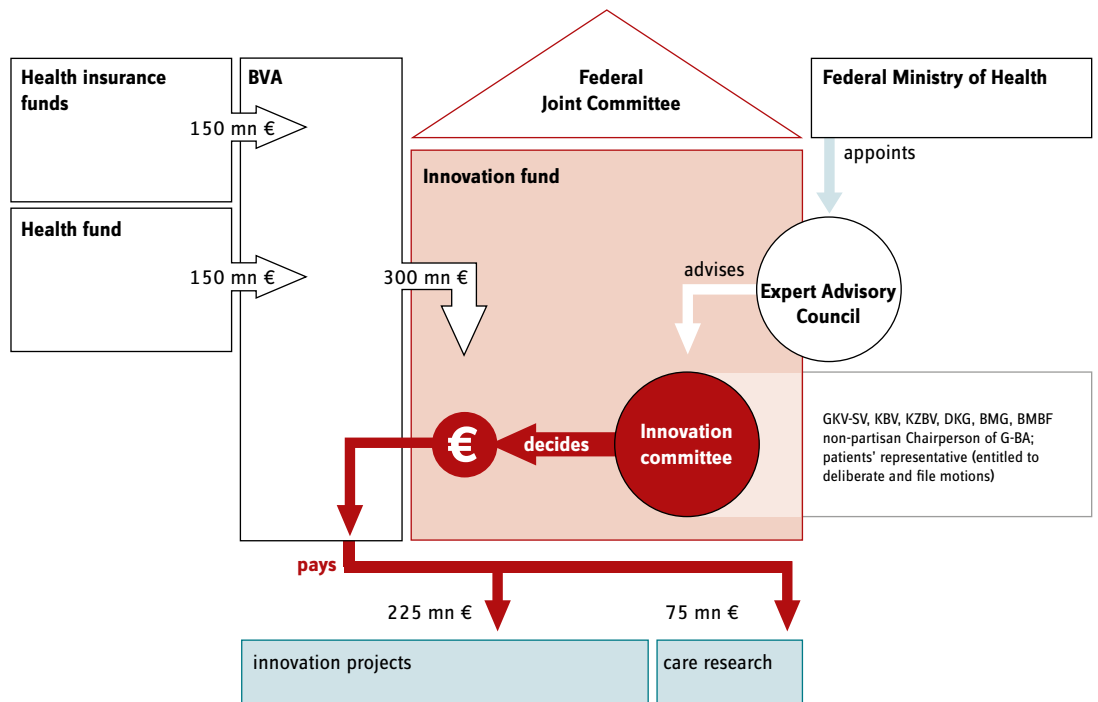 Health insurance
funds
150 mn €
Health fund
150 mn €
BVA
300 mn €
Federal
Joint Committee
Innovation fund
Federal Ministry of Health
appoints
advises
Expert Advisory
Council
Innovation
committee
decides
€
GKV-SV, KBV, KZBV, DKG, BMG, BMBF
non-partisan Chairperson of G-BA;
patients' representative (entitled to
deliberate and file motions)
pays
225 mn €
75 mn €
innovation projects
care research